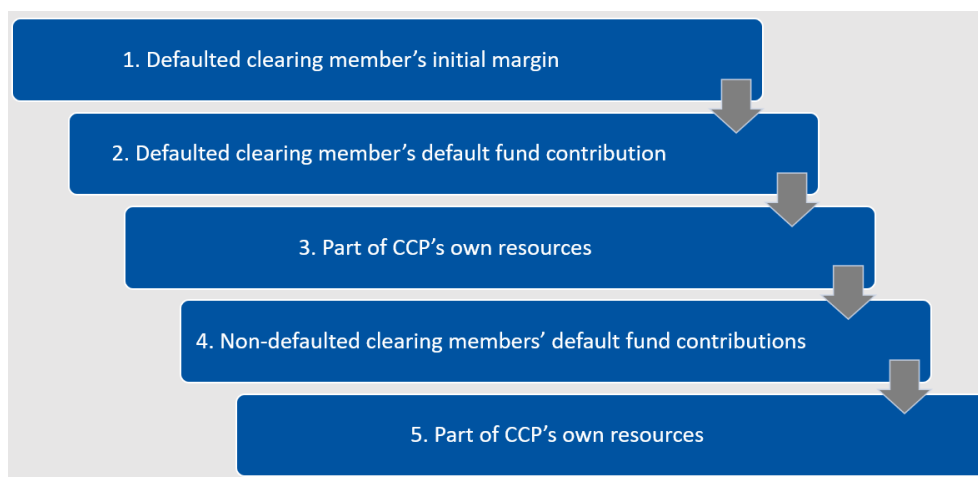 1. Defaulted clearing member’s initial margin
2. Defaulted clearing member’s default fund contribution
3. Part of CCP’s own resources
4. Non-defaulted clearing members’ default fund contributions
5. Part of CCP’s own resources